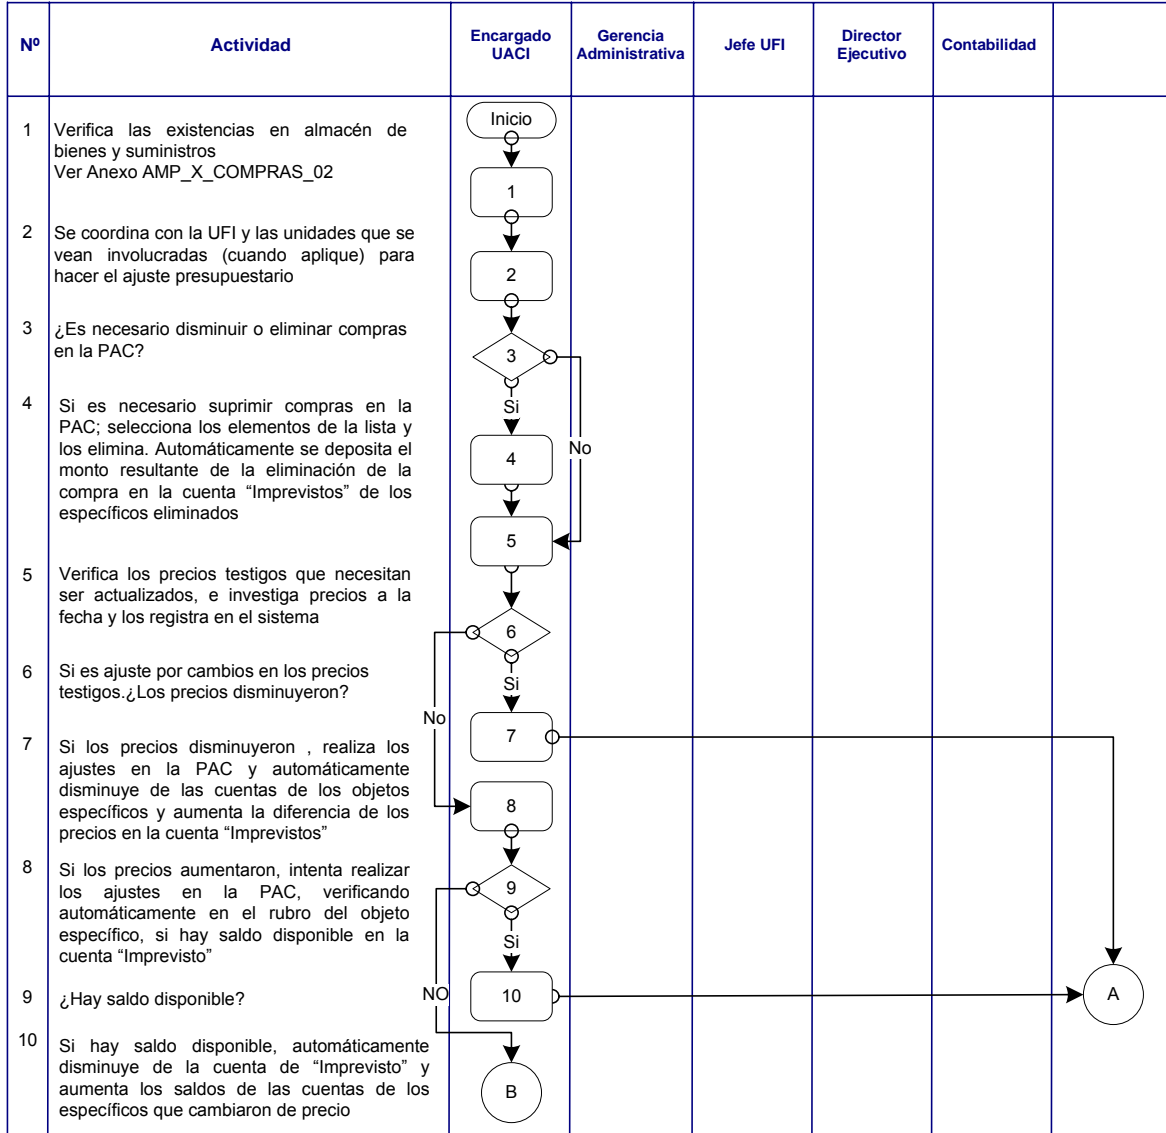 Nº
Actividad
Encargado
UACI
Gerencia
Administrativa
Jefe UFI
Director
Ejecutivo
Contabilidad
1
Verifica las existencias en almacén de
bienes y suministros
Ver Anexo AMP_X_COMPRAS_02
2
Se coordina con la UFI y las unidades que se
vean involucradas (cuando aplique) para
hacer el ajuste presupuestario
3
¿Es necesario disminuir o eliminar compras
en la PAC?
4
Si es necesario suprimir compras en la
PAC; selecciona los elementos de la lista y
los elimina. Automáticamente se deposita el
monto resultante de la eliminación de la
compra en la cuenta “Imprevistos” de los
específicos eliminados
5
Verifica los precios testigos que necesitan
ser actualizados, e investiga precios a la
fecha y los registra en el sistema
6
Si es ajuste por cambios en los precios
testigos.¿Los precios disminuyeron?
7
Si los precios disminuyeron , realiza los
ajustes en la PAC y automáticamente
disminuye de las cuentas de los objetos
específicos y aumenta la diferencia de los
precios en la cuenta “Imprevistos”
8
Si los precios aumentaron, intenta realizar
los ajustes en la PAC, verificando
automáticamente en el rubro del objeto
específico, si hay saldo disponible en la
cuenta “Imprevisto”
9
¿Hay saldo disponible?
10
Si hay saldo disponible, automáticamente
disminuye de la cuenta de “Imprevisto” y
aumenta los saldos de las cuentas de los
específicos que cambiaron de precio
Inicio
1
2
3
Si
No
4
5
6
Si
No
7
8
9
Si
NO
10
A
B